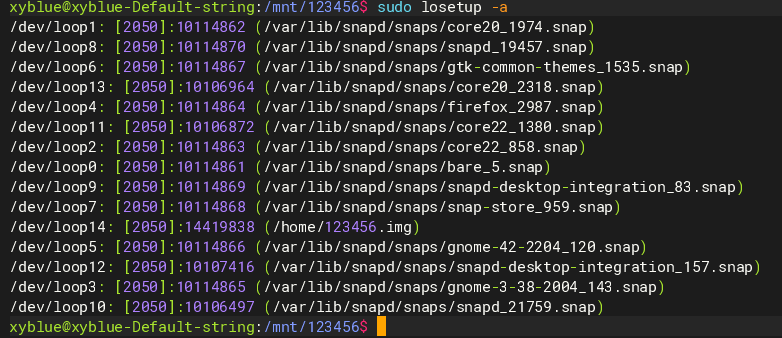 xyblue@xyblue-Default-string:/mnt/123456$ sudo losetup -a
/dev/loop1: [2050]:10114862 (/var/lib/snapd/snaps/core20_1974.snap)
/dev/loop8: [2050]:10114870 (/var/lib/snapd/snaps/snapd_19457.snap)
/dev/loop6: [2050]:10114867 (/var/lib/snapd/snaps/gtk-common-themes_1535.snap)
/dev/loop13: [2050]:10106964 (/var/lib/snapd/snaps/core20_2318.snap)
/dev/loop4: [2050]:10114864 (/var/lib/snapd/snaps/firefox_2987.snap)
/dev/loop11: [2050]:10106872 (/var/lib/snapd/snaps/core22_1380.snap)
/dev/loop2: [2050]:10114863 (/var/lib/snapd/snaps/core22_858.snap)
/dev/loop0: [2050]:10114861 (/var/lib/snapd/snaps/bare_5.snap)
/dev/loop9: [2050]:10114869 (/var/lib/snapd/snaps/snapd-desktop-integration_83.snap)
/dev/loop7: [2050]:10114868 (/var/lib/snapd/snaps/snap-store_959.snap)
/dev/loop14: [2050]:14419838 (/home/123456.img)
/dev/loop5: [2050]:10114866 (/var/lib/snapd/snaps/gnome-42-2204_120.snap)
/dev/loop12: [2050]:10107416 (/var/lib/snapd/snaps/snapd-desktop-integration_157.snap)
/dev/loop3: [2050]:10114865 (/var/lib/snapd/snaps/gnome-3-38-2004_143.snap)
/dev/loop10: [2050]:10106497 (/var/lib/snapd/snaps/snapd_21759.snap)
xyblue@xyblue-Default-string:/mnt/123456$